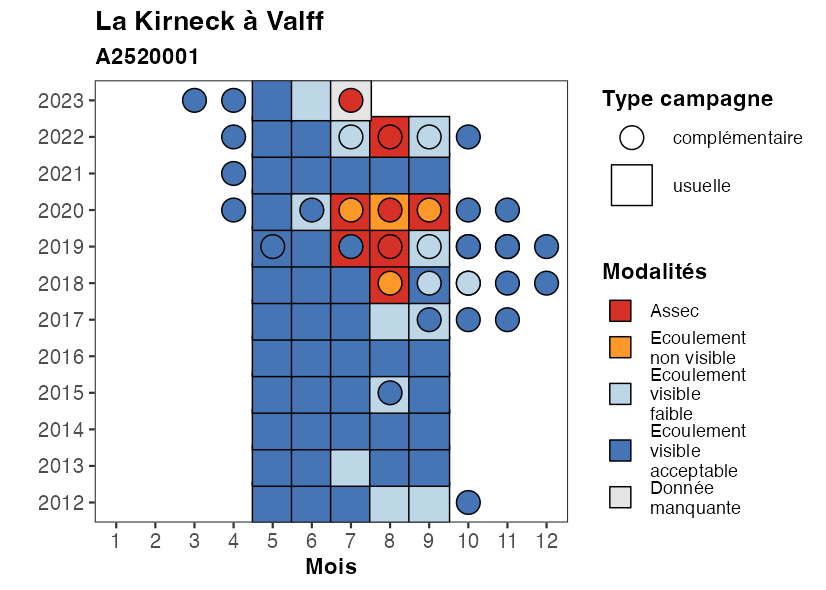 La Kirneck à Valff
A2520001
2023
2022
2021
2020
2019
2018
2017
2016
2015
2014
2013
2012
1 2 3 4 5 6 7 8 9 10 11 12
Mois
Type campagne
complémentaire
usuelle
Modalités
Assec
Ecoulement
non visible
Ecoulement
visible
faible
Ecoulement
visible
acceptable
Donnée
manquante